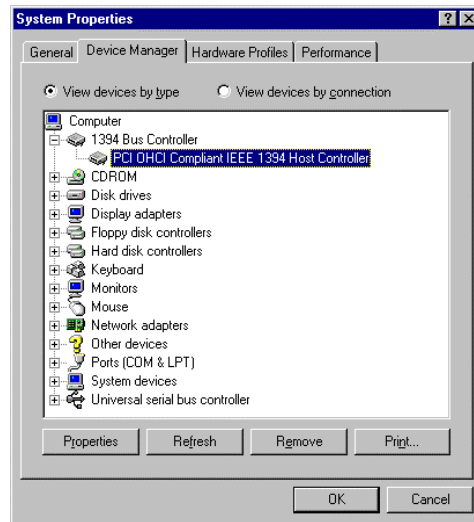 System Properties
General Device Manager Hardware Profiles Performance
View devices by type View devices by connection
Computer
1394 Bus Controller
PCI OHCI Compliant IEEE 1394 Host Controller
CDROM
Disk drives
Display adapters
Floppy disk controllers
Hard disk controllers
Keyboard
Monitors
Mouse
Network adapters
Other devices
Ports (COM & LPT)
System devices
Universal serial bus controller
Properties Refresh Remove Print...
OK Cancel